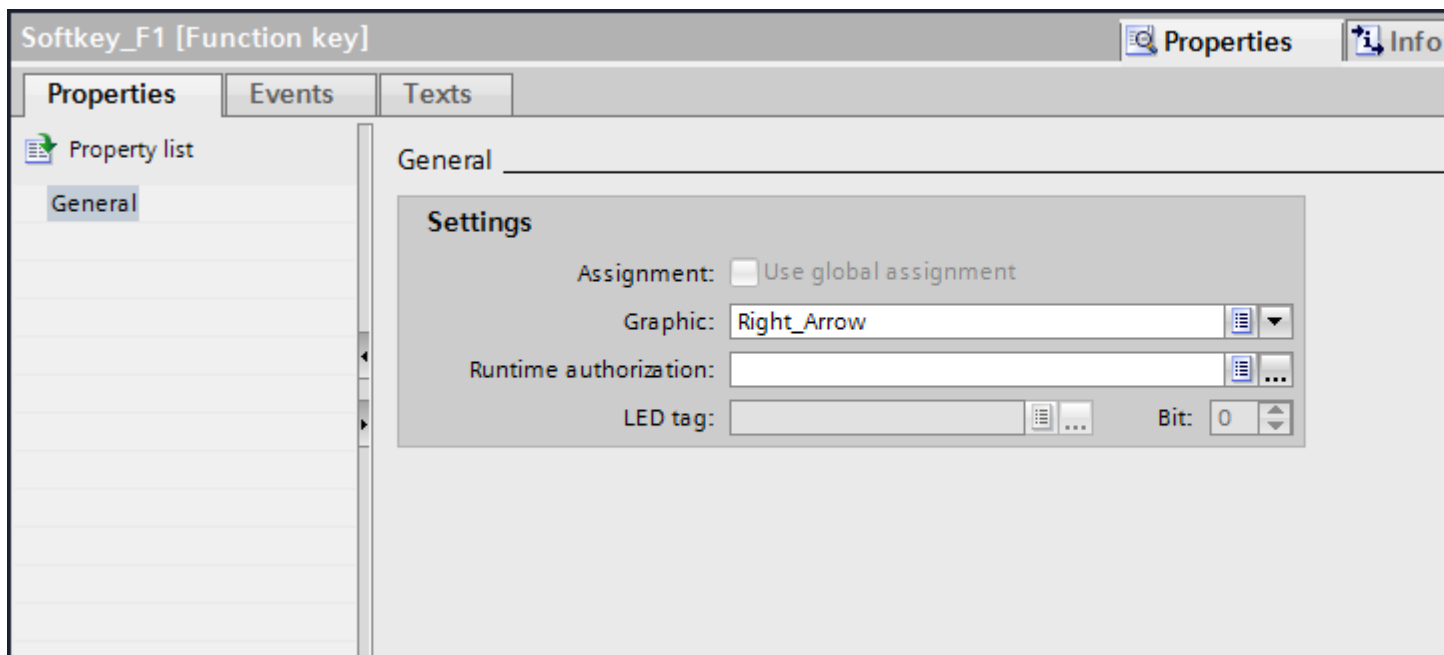 Softkey_F1 [Function key]
Properties
Info
Properties
Events
Texts
Property list
General
General
Settings
Assignment: Use global assignment
Graphic: Right_Arrow
Runtime authorization: ...
LED tag: ... Bit: 0